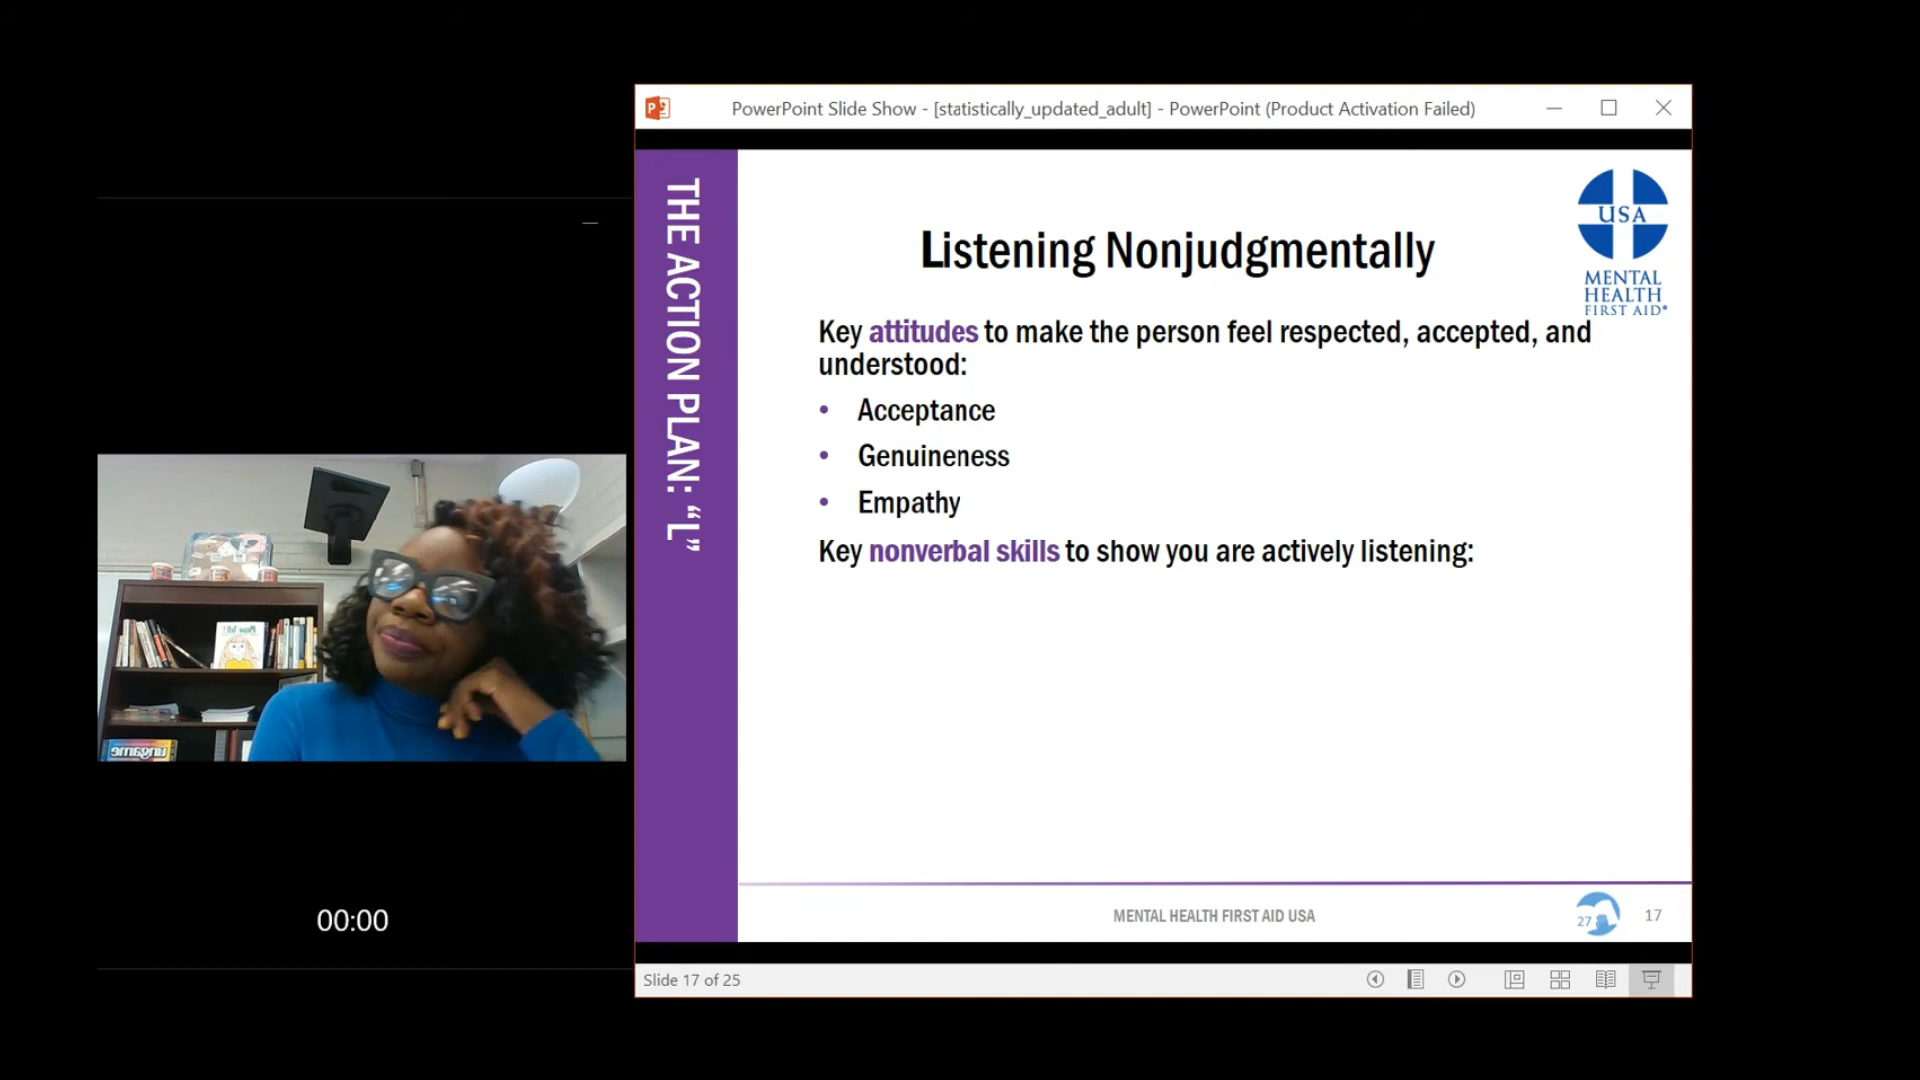 PowerPoint Slide Show - [statistically_updated_adult] - PowerPoint (Product Activation Failed)
THE ACTION PLAN: “L”
USA
MENTAL
HEALTH
FIRST AID®
Listening Nonjudgmentally
Key attitudes to make the person feel respected, accepted, and
understood:
• Acceptance
• Genuineness
• Empathy
Key nonverbal skills to show you are actively listening:
ungame
00:00
MENTAL HEALTH FIRST AID USA
27
17
Slide 17 of 25